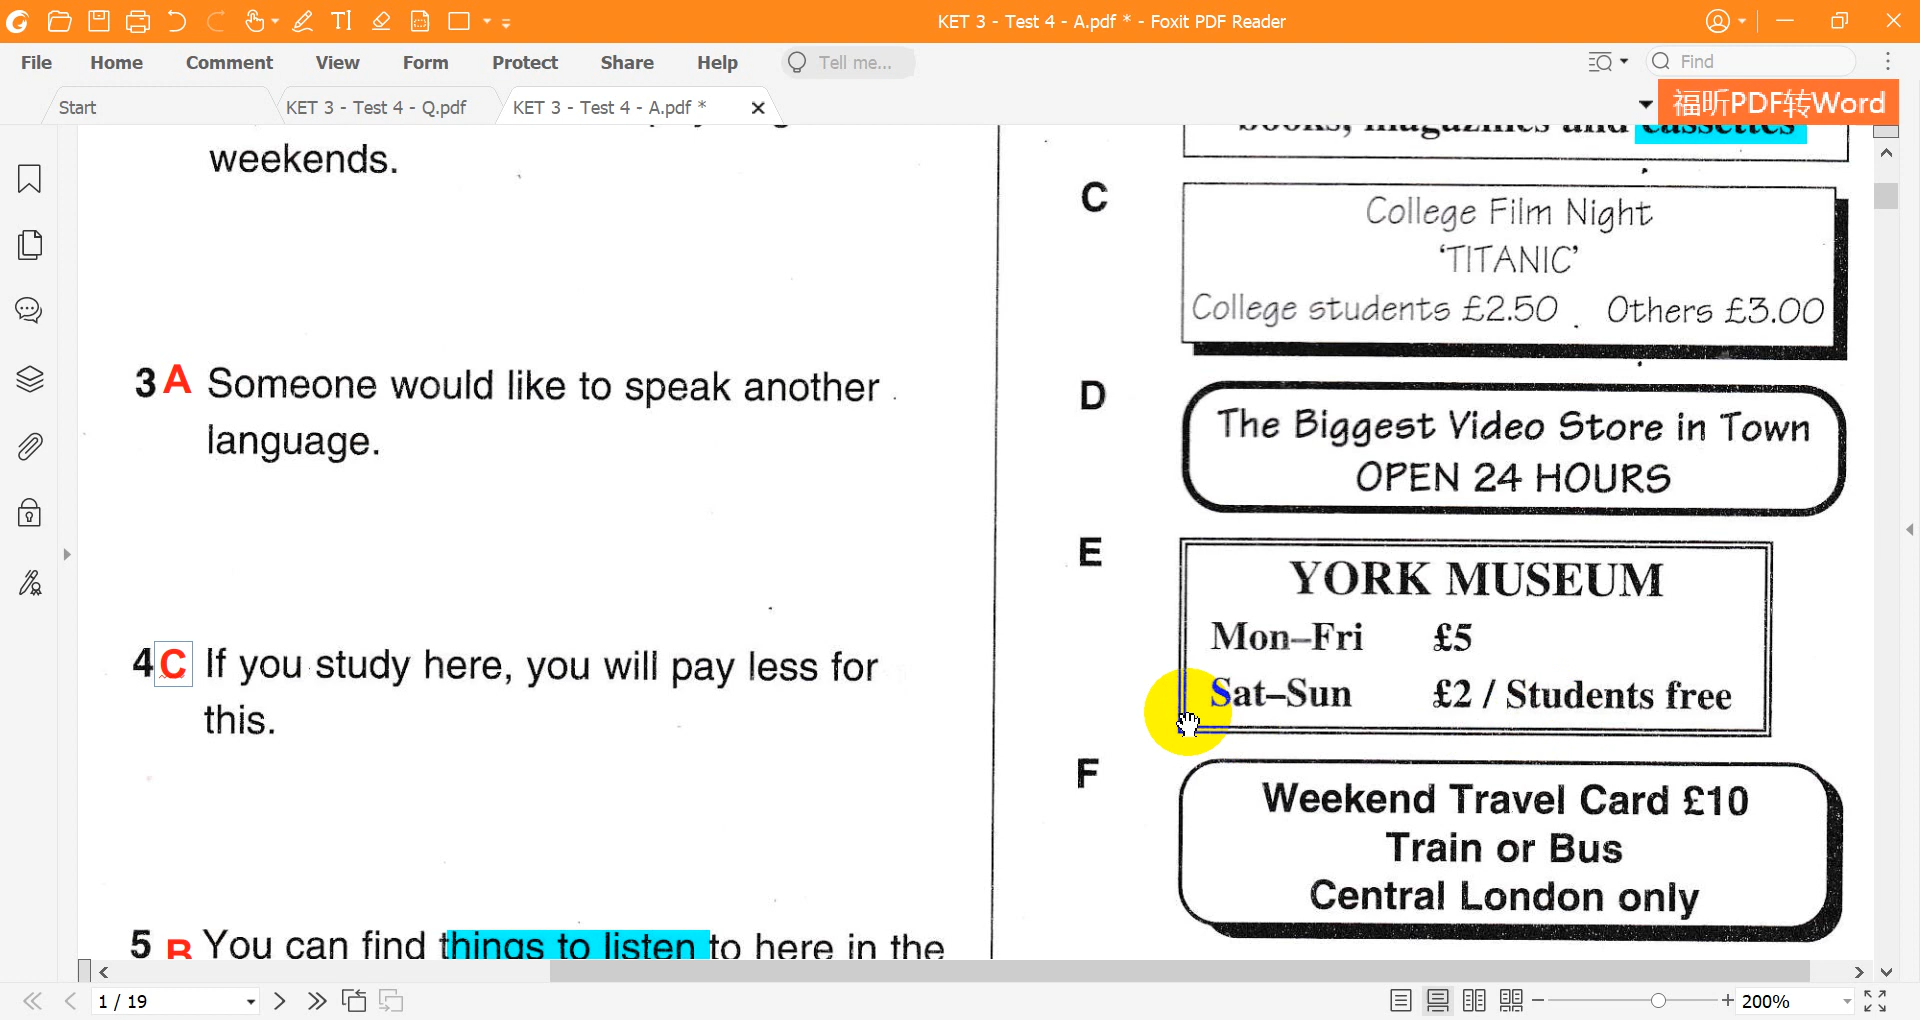 KET 3 - Test 4 - A.pdf * - Foxit PDF Reader
File Home Comment View Form Protect Share Help Tell me... Find
Start KET 3 - Test 4 - Q.pdf KET 3 - Test 4 - A.pdf *
福昕PDF转Word
weekends.
3 A Someone would like to speak another
language.
4 C If you study here, you will pay less for
this.
5 B You can find things to listen to here in the
books, magazines and cassettes
C
College Film Night
'TITANIC'
College students £2.50 . Others £3.00
D
The Biggest Video Store in Town
OPEN 24 HOURS
E
YORK MUSEUM
Mon–Fri £5
Sat–Sun £2 / Students free
F
Weekend Travel Card £10
Train or Bus
Central London only
1 / 19
200%